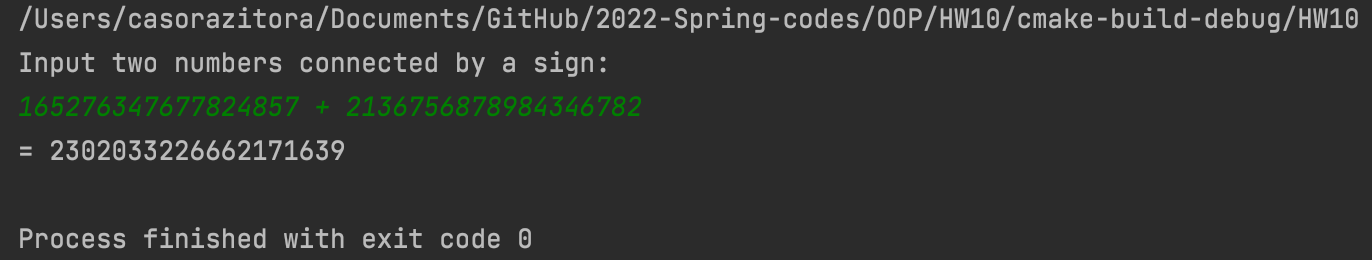 /Users/casorazitora/Documents/GitHub/2022-Spring-codes/OOP/HW10/cmake-build-debug/HW10
Input two numbers connected by a sign:
165276347677824857 + 2136756878984346782
= 2302033226662171639
Process finished with exit code 0